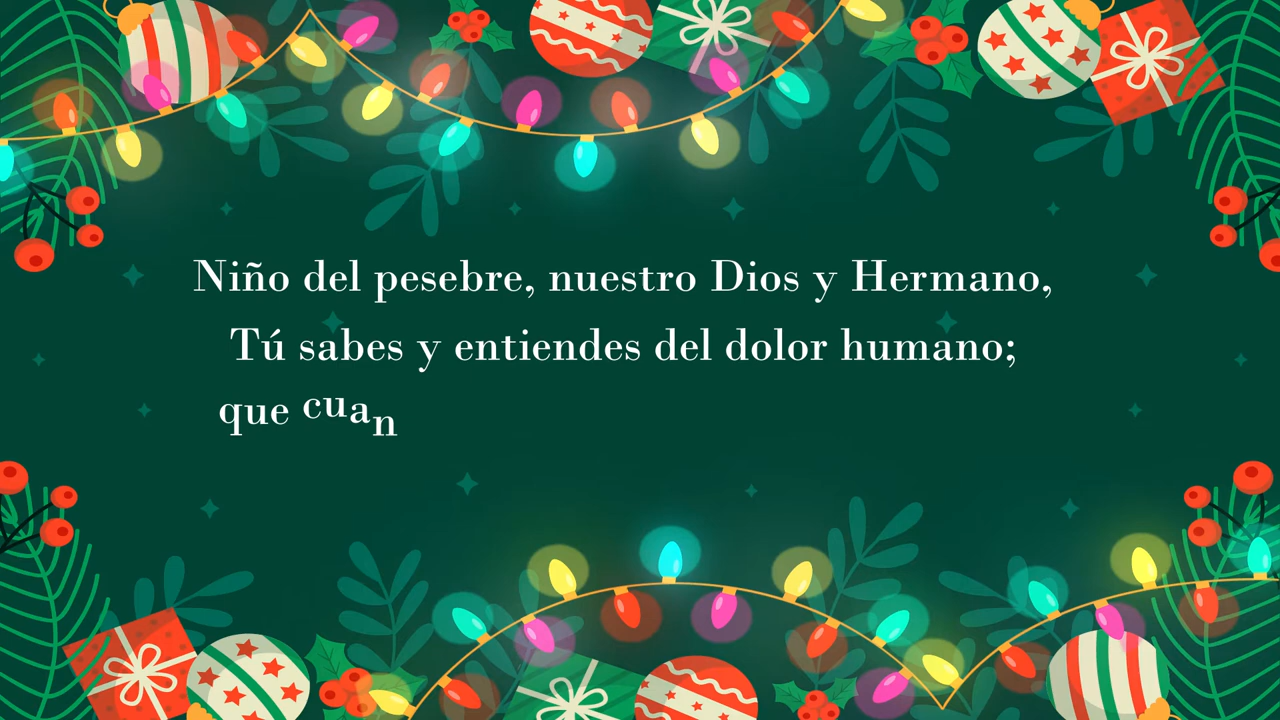 Niño del pesebre, nuestro Dios y Hermano,
Tú sabes y entiendes del dolor humano;
que cuan